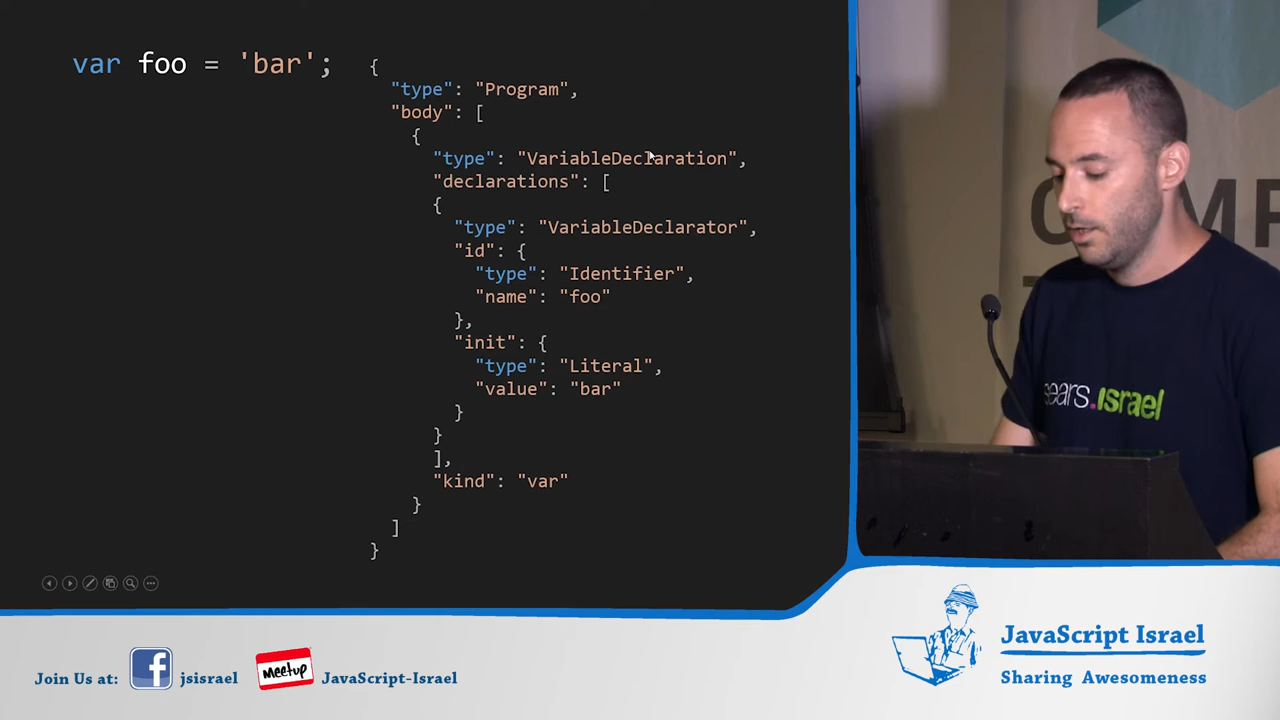 var foo = 'bar';
{
"type": "Program",
"body": [
{
"type": "VariableDeclaration",
"declarations": [
{
"type": "VariableDeclarator",
"id": {
"type": "Identifier",
"name": "foo"
},
"init": {
"type": "Literal",
"value": "bar"
}
}
],
"kind": "var"
}
]
}
sears.israel
JavaScript Israel
Sharing Awesomeness
Join Us at:
f
jsisrael
Meetup
JavaScript-Israel